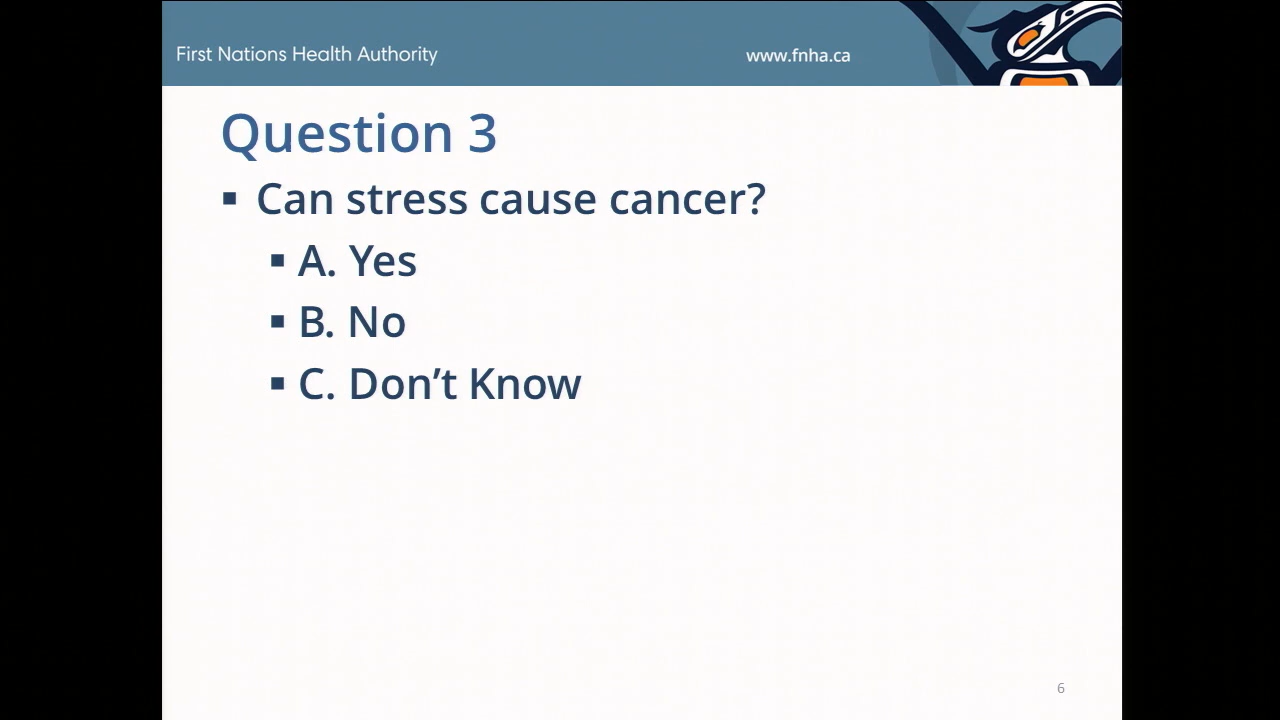 First Nations Health Authority
www.fnha.ca
Question 3
▪ Can stress cause cancer?
▪ A. Yes
▪ B. No
▪ C. Don’t Know
6